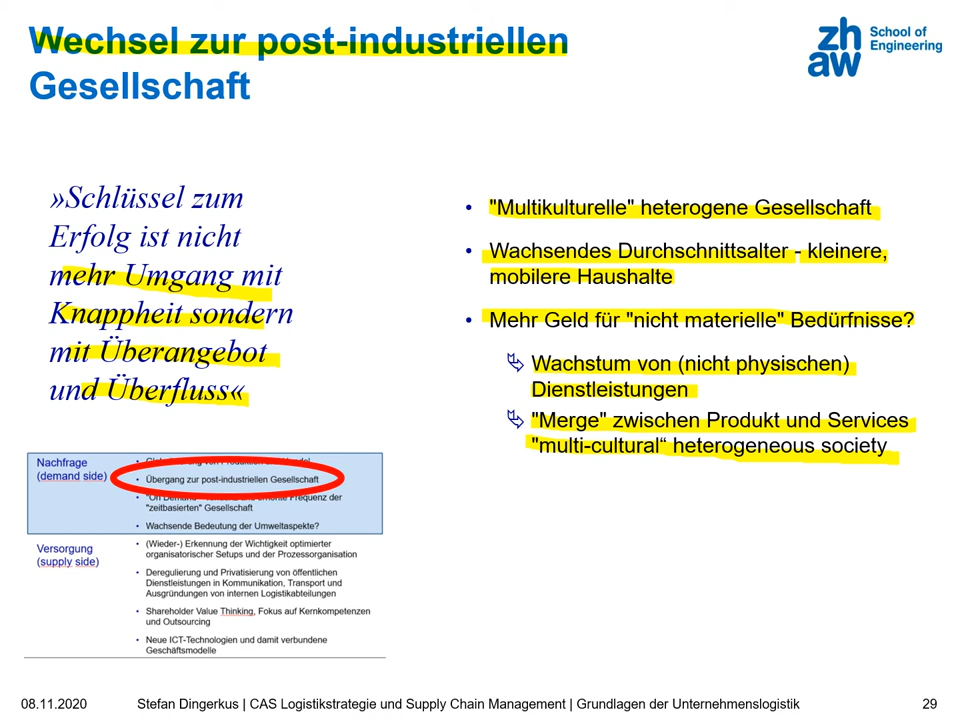 Wechsel zur post-industriellen
Gesellschaft
zh
aw
School of
Engineering
»Schlüssel zum
Erfolg ist nicht
mehr Umgang mit
Knappheit sondern
mit Überangebot
und Überfluss«
• "Multikulturelle" heterogene Gesellschaft
• Wachsendes Durchschnittsalter - kleinere,
mobilere Haushalte
• Mehr Geld für "nicht materielle" Bedürfnisse?
Wachstum von (nicht physischen)
Dienstleistungen
"Merge" zwischen Produkt und Services
"multi-cultural“ heterogeneous society
Nachfrage
(demand side)
• Übergang zur post-industriellen Gesellschaft
• "On Demand" Frequenz der
"zeitbasierten" Gesellschaft
• Wachsende Bedeutung der Umweltaspekte?
Versorgung
(supply side)
• (Wieder-) Erkennung der Wichtigkeit optimierter
organisatorischer Setups und der Prozessorganisation
• Deregulierung und Privatisierung von öffentlichen
Dienstleistungen in Kommunikation, Transport und
Ausgründungen von internen Logistikabteilungen
• Shareholder Value Thinking, Fokus auf Kernkompetenzen
und Outsourcing
• Neue ICT-Technologien und damit verbundene
Geschäftsmodelle
08.11.2020 Stefan Dingerkus | CAS Logistikstrategie und Supply Chain Management | Grundlagen der Unternehmenslogistik 29